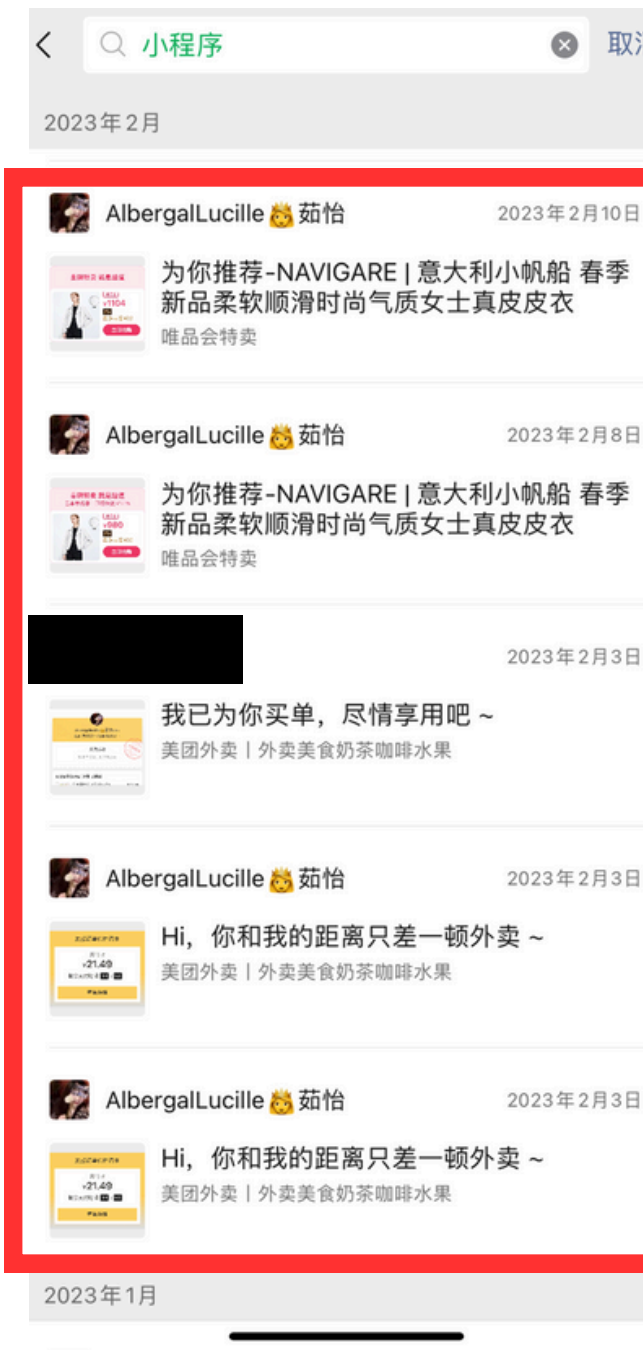 小程序
取消
2023年2月
AlbergalLucille👸茹怡
2023年2月10日
为你推荐-NAVIGARE | 意大利小帆船 春季
新品柔软顺滑时尚气质女士真皮皮衣
唯品会特卖
¥1104
AlbergalLucille👸茹怡
2023年2月8日
为你推荐-NAVIGARE | 意大利小帆船 春季
新品柔软顺滑时尚气质女士真皮皮衣
唯品会特卖
¥980
2023年2月3日
我已为你买单，尽情享用吧 ~
美团外卖丨外卖美食奶茶咖啡水果
AlbergalLucille👸茹怡
2023年2月3日
Hi，你和我的距离只差一顿外卖 ~
美团外卖丨外卖美食奶茶咖啡水果
¥21.49
AlbergalLucille👸茹怡
2023年2月3日
Hi，你和我的距离只差一顿外卖 ~
美团外卖丨外卖美食奶茶咖啡水果
¥21.49
2023年1月